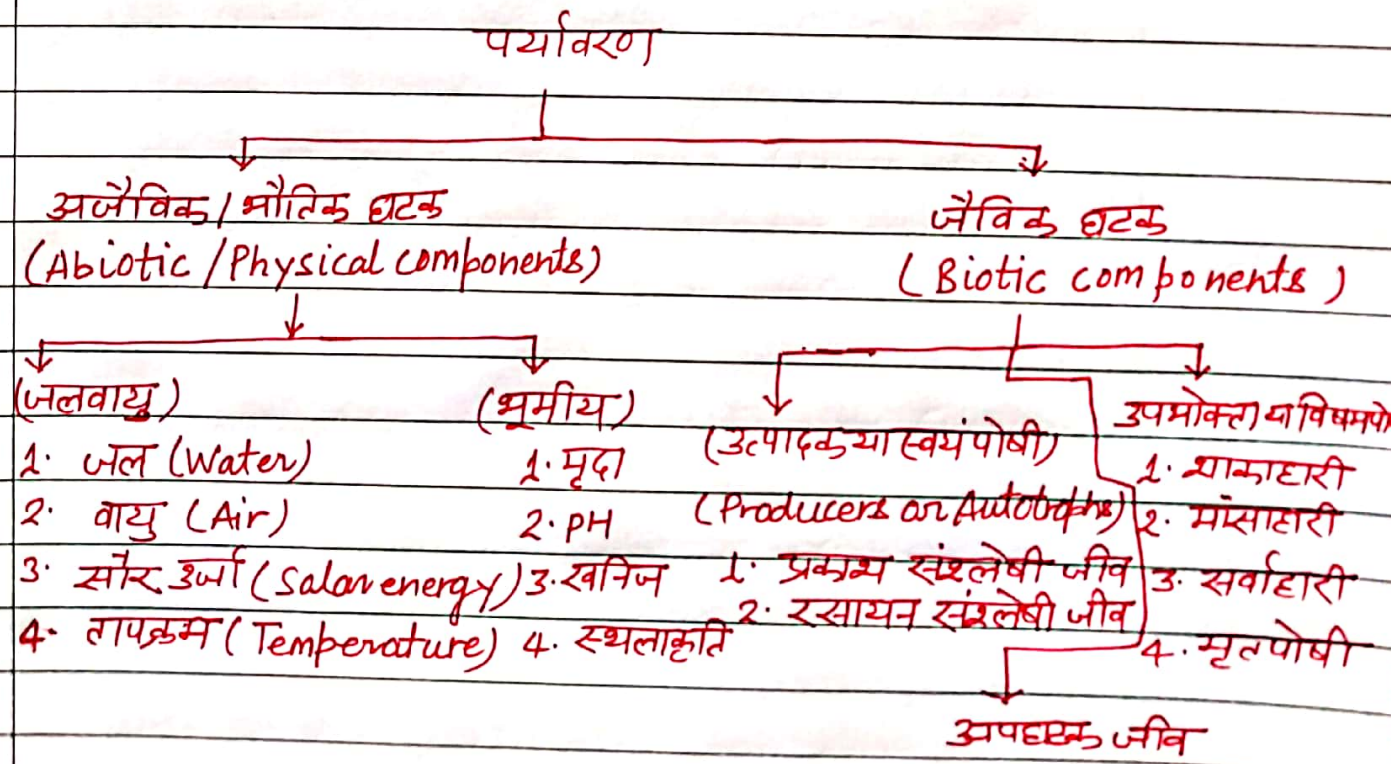 पर्यावरण
अजैविक / भौतिक घटक
(Abiotic / Physical components)
जैविक घटक
( Biotic components )
(जलवायु)
1. जल (Water)
2. वायु (Air)
3. सौर उर्जा (Salar energy)
4. तापक्रम (Temperature)
(भूमीय)
1. मृदा
2. PH
3. खनिज
4. स्थलाकृति
(उत्पादक या स्वयंपोषी)
(Producers or Autotrophs)
1. प्रकाश संश्लेषी जीव
2. रसायन संश्लेषी जीव
उपभोक्ता या विषमपो
1. शाकाहारी
2. मांसाहारी
3. सर्वाहारी
4. मृतपोषी
अपघटक जीव